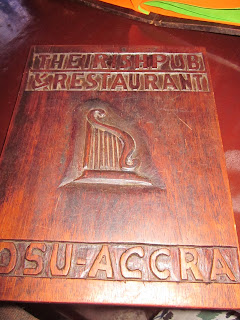 THE IRISH PUB
& RESTAURANT
OSU-ACCRA